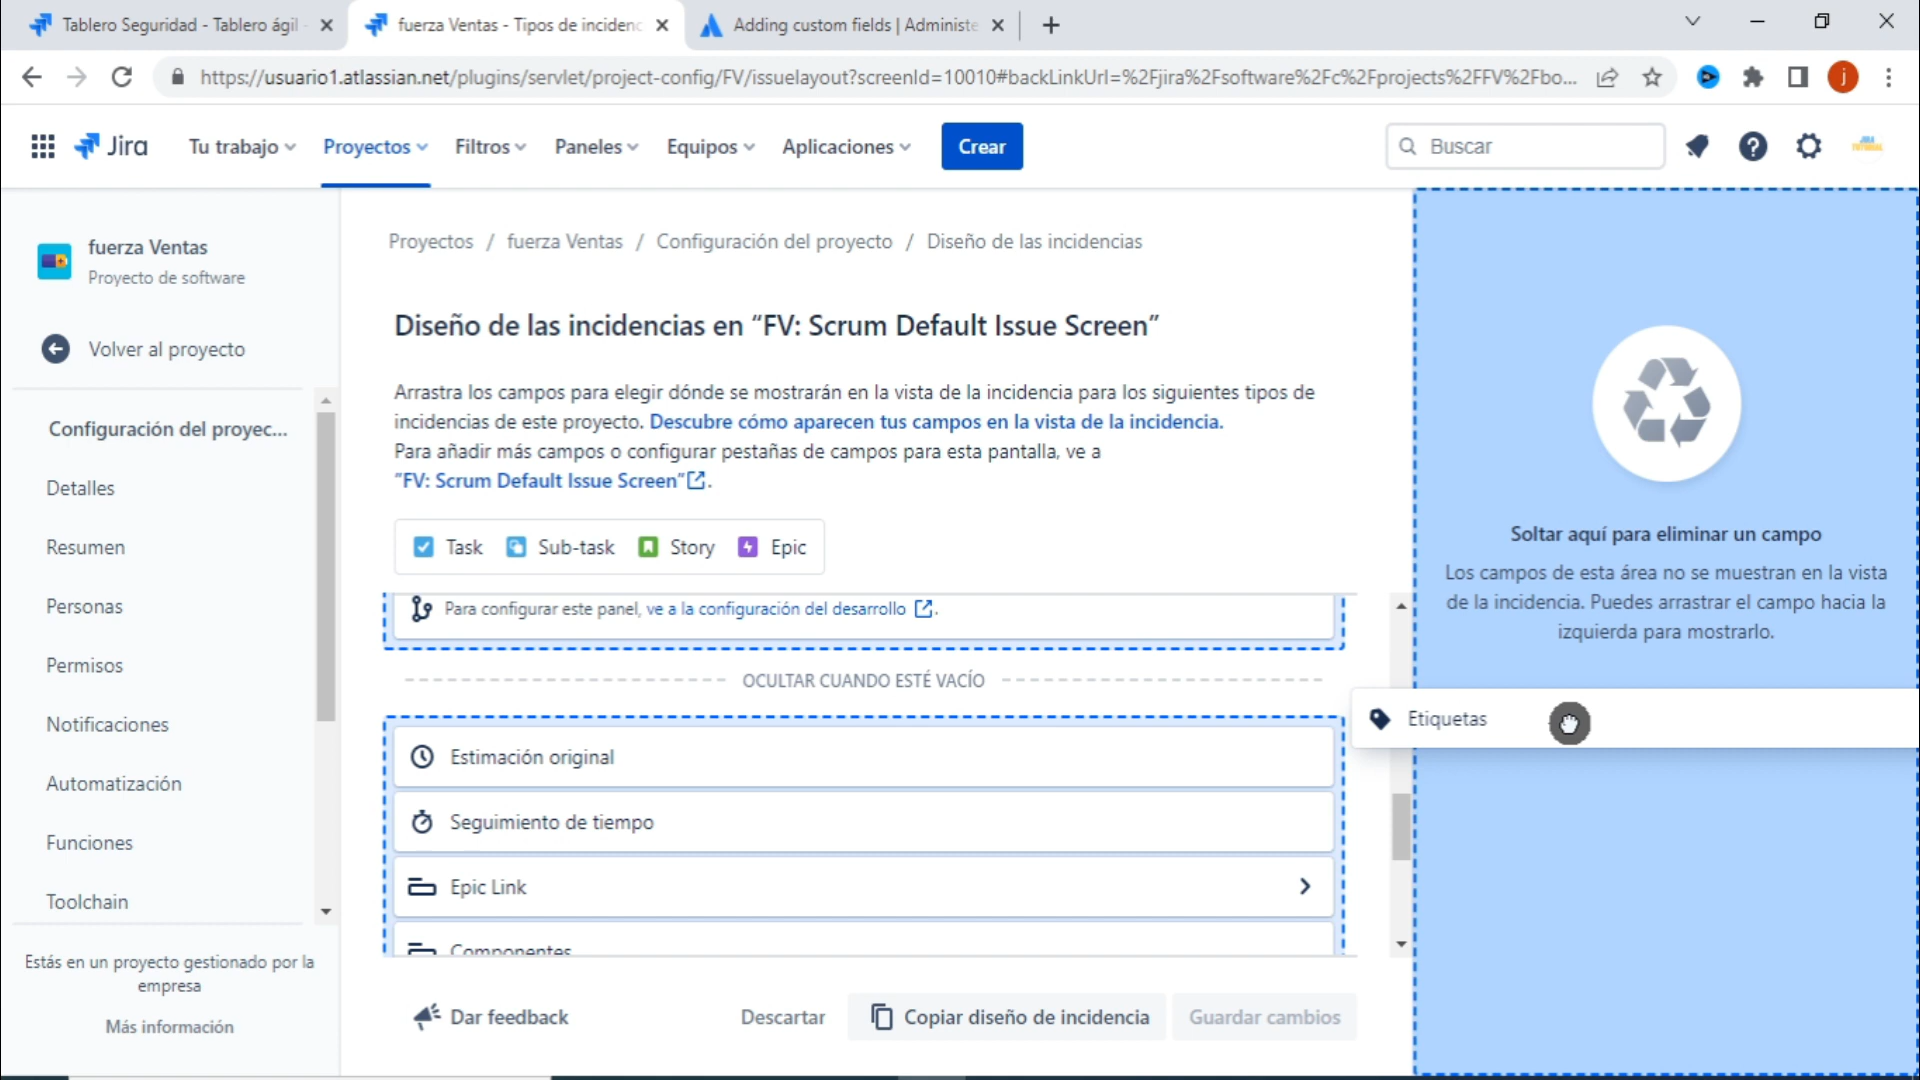 Tablero Seguridad - Tablero ágil -
fuerza Ventas - Tipos de incidenc
Adding custom fields | Administe
https://usuario1.atlassian.net/plugins/servlet/project-config/FV/issuelayout?screenId=10010#backLinkUrl=%2Fjira%2Fsoftware%2Fc%2Fprojects%2FFV%2Fbo...
j
Jira
Tu trabajo
Proyectos
Filtros
Paneles
Equipos
Aplicaciones
Crear
Buscar
JIRA
TUTORIAL
fuerza Ventas
Proyecto de software
Volver al proyecto
Configuración del proyec...
Detalles
Resumen
Personas
Permisos
Notificaciones
Automatización
Funciones
Toolchain
Estás en un proyecto gestionado por la
empresa
Más información
Proyectos / fuerza Ventas / Configuración del proyecto / Diseño de las incidencias
Diseño de las incidencias en “FV: Scrum Default Issue Screen”
Arrastra los campos para elegir dónde se mostrarán en la vista de la incidencia para los siguientes tipos de
incidencias de este proyecto. Descubre cómo aparecen tus campos en la vista de la incidencia.
Para añadir más campos o configurar pestañas de campos para esta pantalla, ve a
“FV: Scrum Default Issue Screen”.
Task
Sub-task
Story
Epic
Para configurar este panel, ve a la configuración del desarrollo.
OCULTAR CUANDO ESTÉ VACÍO
Estimación original
Seguimiento de tiempo
Epic Link
Componentes
Dar feedback
Descartar
Copiar diseño de incidencia
Guardar cambios
Soltar aquí para eliminar un campo
Los campos de esta área no se muestran en la vista
de la incidencia. Puedes arrastrar el campo hacia la
izquierda para mostrarlo.
Etiquetas